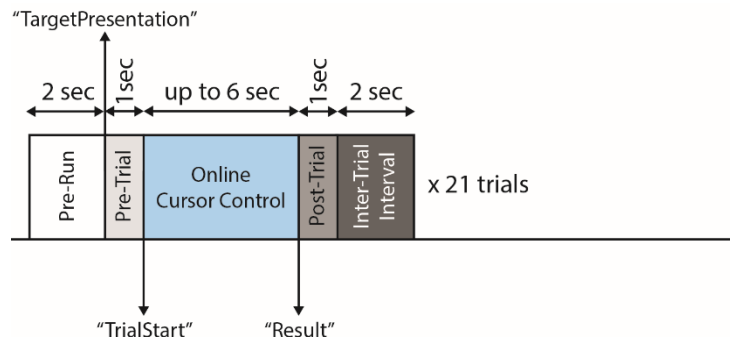 “TargetPresentation”
2 sec
1sec
up to 6 sec
1sec
2 sec
Pre-Run
Pre-Trial
Online
Cursor Control
Post-Trial
Inter-Trial
Interval
x 21 trials
“TrialStart”
“Result”